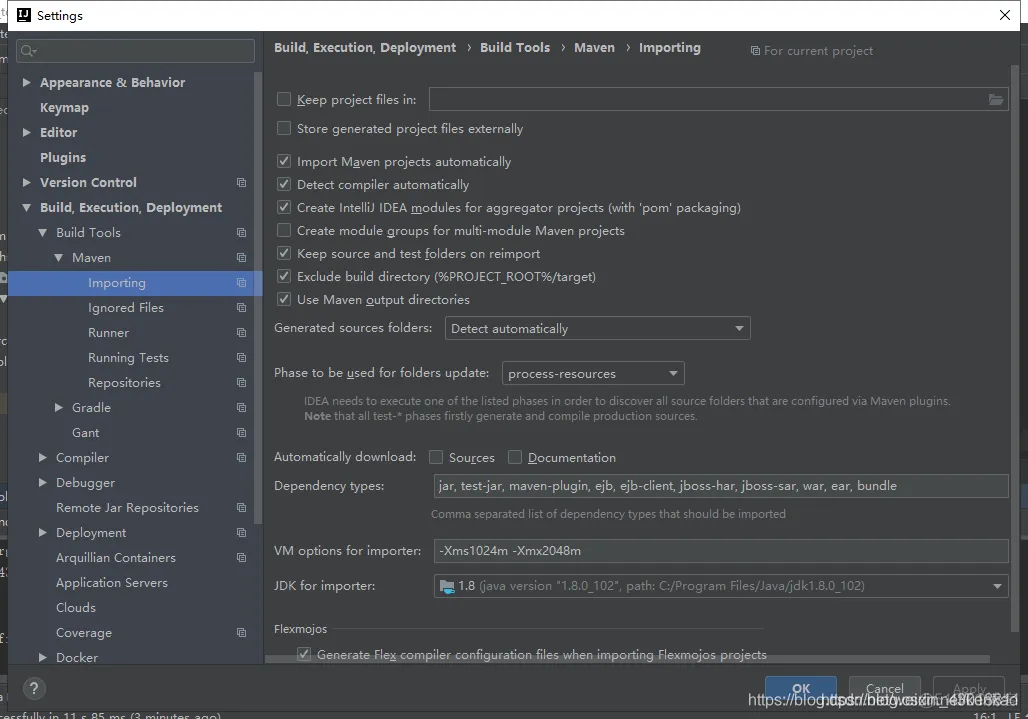 Settings
Build, Execution, Deployment › Build Tools › Maven › Importing
For current project
Appearance & Behavior
Keymap
Editor
Plugins
Version Control
Build, Execution, Deployment
Build Tools
Maven
Importing
Ignored Files
Runner
Running Tests
Repositories
Gradle
Gant
Compiler
Debugger
Remote Jar Repositories
Deployment
Arquillian Containers
Application Servers
Clouds
Coverage
Docker
Keep project files in:
Store generated project files externally
Import Maven projects automatically
Detect compiler automatically
Create IntelliJ IDEA modules for aggregator projects (with 'pom' packaging)
Create module groups for multi-module Maven projects
Keep source and test folders on reimport
Exclude build directory (%PROJECT_ROOT%/target)
Use Maven output directories
Generated sources folders: Detect automatically
Phase to be used for folders update: process-resources
IDEA needs to execute one of the listed phases in order to discover all source folders that are configured via Maven plugins.
Note that all test-* phases firstly generate and compile production sources.
Automatically download: Sources Documentation
Dependency types: jar, test-jar, maven-plugin, ejb, ejb-client, jboss-har, jboss-sar, war, ear, bundle
Comma separated list of dependency types that should be imported
VM options for importer: -Xms1024m -Xmx2048m
JDK for importer: 1.8 (java version "1.8.0_102", path: C:/Program Files/Java/jdk1.8.0_102)
Flexmojos
Generate Flex compiler configuration files when importing Flexmojos projects
?
OK Cancel Apply
https://blog
11 s 85 ms (3 minutes ago)
16:1